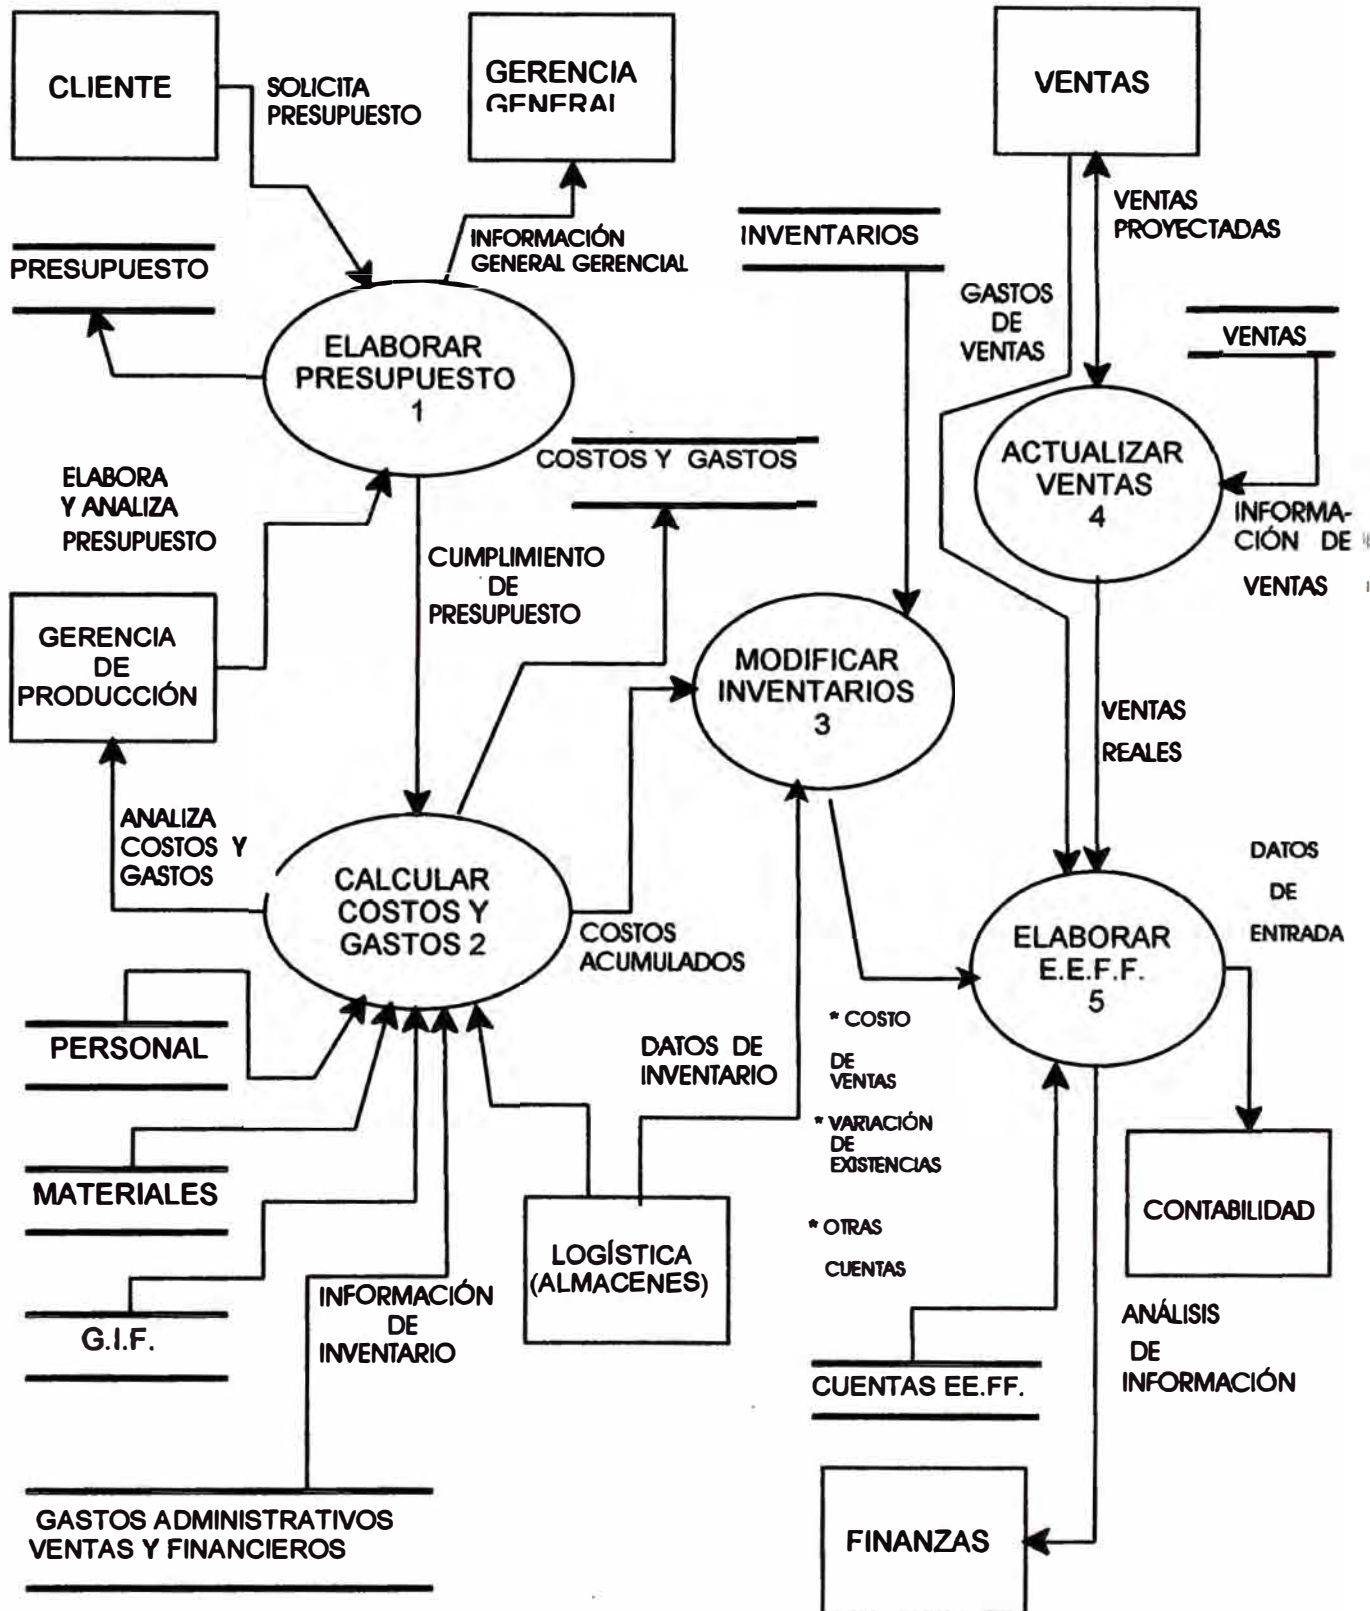 CLIENTE
SOLICITA
PRESUPUESTO
GERENCIA
GENERAL
VENTAS
VENTAS
PROYECTADAS
INVENTARIOS
PRESUPUESTO
INFORMACIÓN
GENERAL GERENCIAL
GASTOS
DE
VENTAS
VENTAS
ELABORAR
PRESUPUESTO
1
ACTUALIZAR
VENTAS
4
COSTOS Y GASTOS
ELABORA
Y ANALIZA
PRESUPUESTO
INFORMA-
CIÓN DE
VENTAS
CUMPLIMIENTO
DE
PRESUPUESTO
GERENCIA
DE
PRODUCCIÓN
MODIFICAR
INVENTARIOS
3
VENTAS
REALES
ANALIZA
COSTOS Y
GASTOS
CALCULAR
COSTOS Y
GASTOS 2
COSTOS
ACUMULADOS
ELABORAR
E.E.F.F.
5
DATOS
DE
ENTRADA
PERSONAL
DATOS DE
INVENTARIO
* COSTO
DE
VENTAS
* VARIACIÓN
DE
EXISTENCIAS
* OTRAS
CUENTAS
MATERIALES
LOGÍSTICA
(ALMACENES)
CONTABILIDAD
G.I.F.
INFORMACIÓN
DE
INVENTARIO
CUENTAS EE.FF.
ANÁLISIS
DE
INFORMACIÓN
GASTOS ADMINISTRATIVOS
VENTAS Y FINANCIEROS
FINANZAS